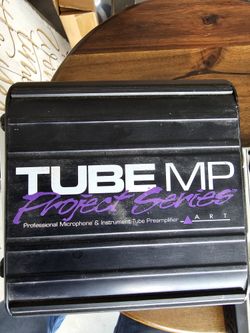 TUBE MP
Project Series
Professional Microphone & Instrument Tube Preamplifier
ART